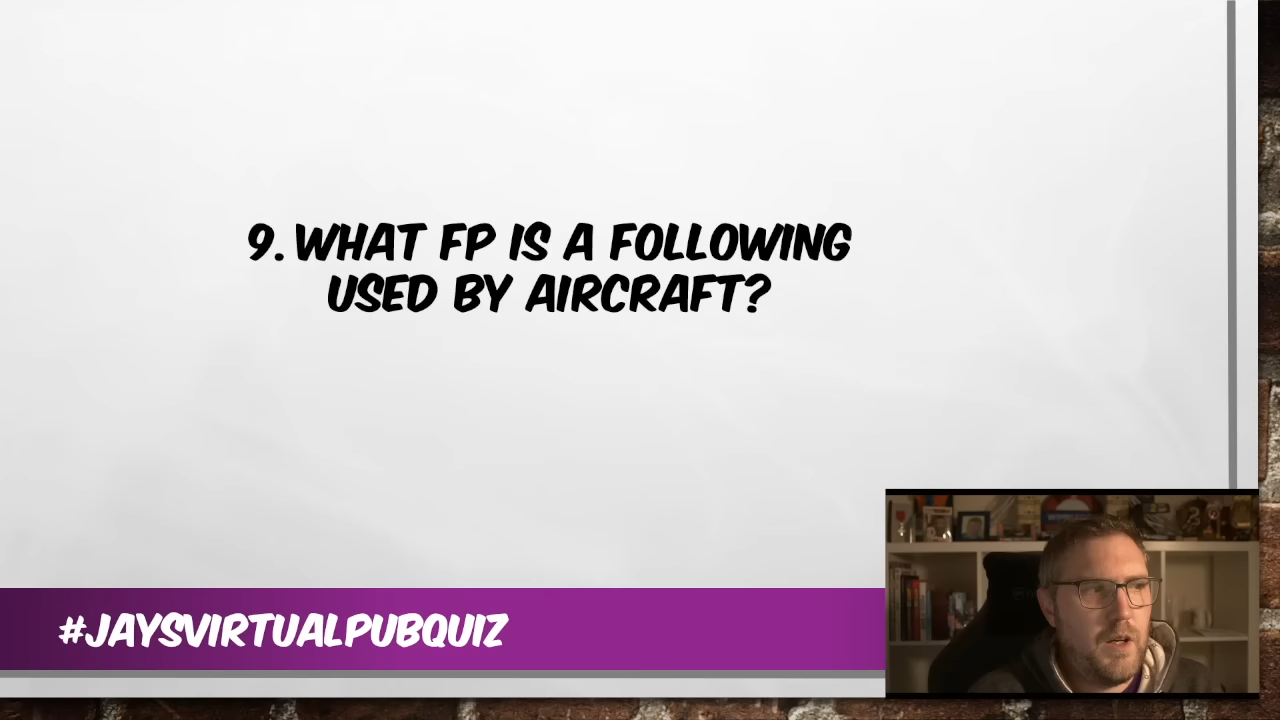 9. WHAT FP IS A FOLLOWING
USED BY AIRCRAFT?
#JAYSVIRTUALPUBQUIZ